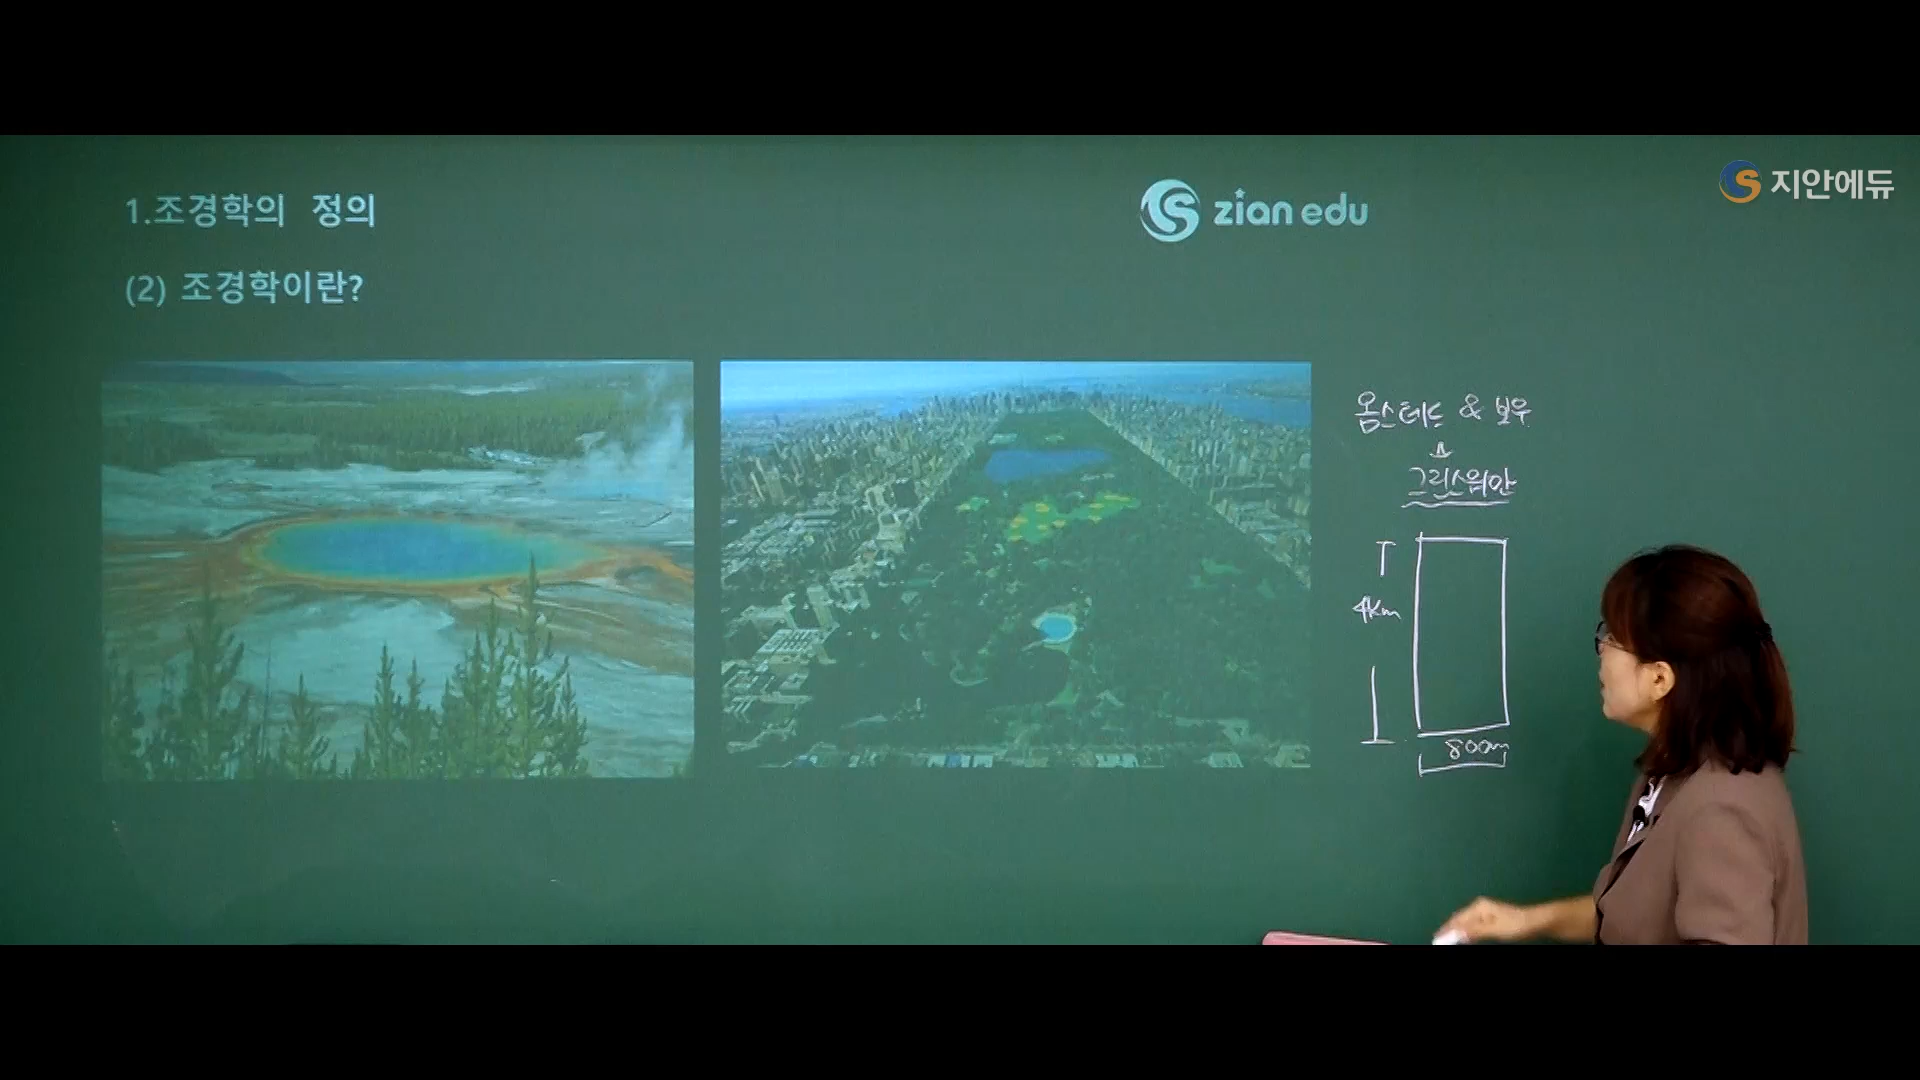 1.조경학의 정의
zian edu
지안에듀
(2) 조경학이란?
옴스테드 & 보우
그린스워안
4Km
800m